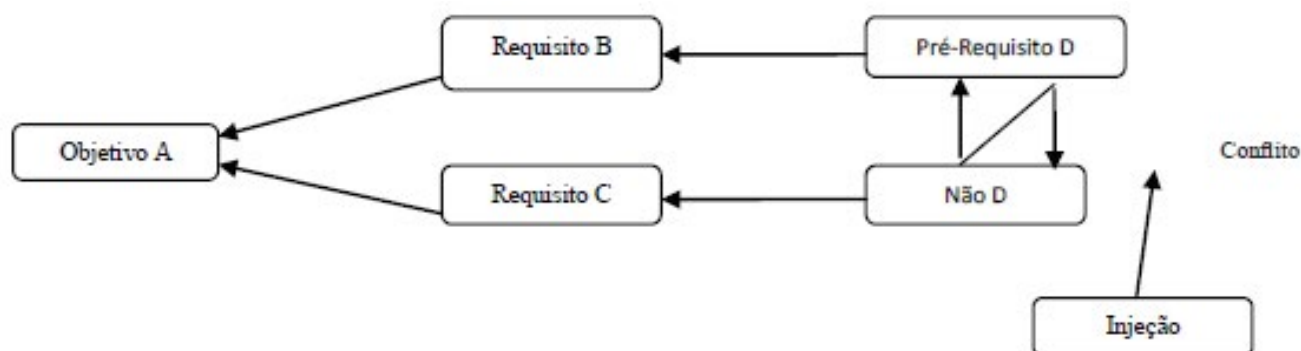 Requisito B
Pré-Requisito D
Objetivo A
Conflito
Requisito C
Não D
Injeção